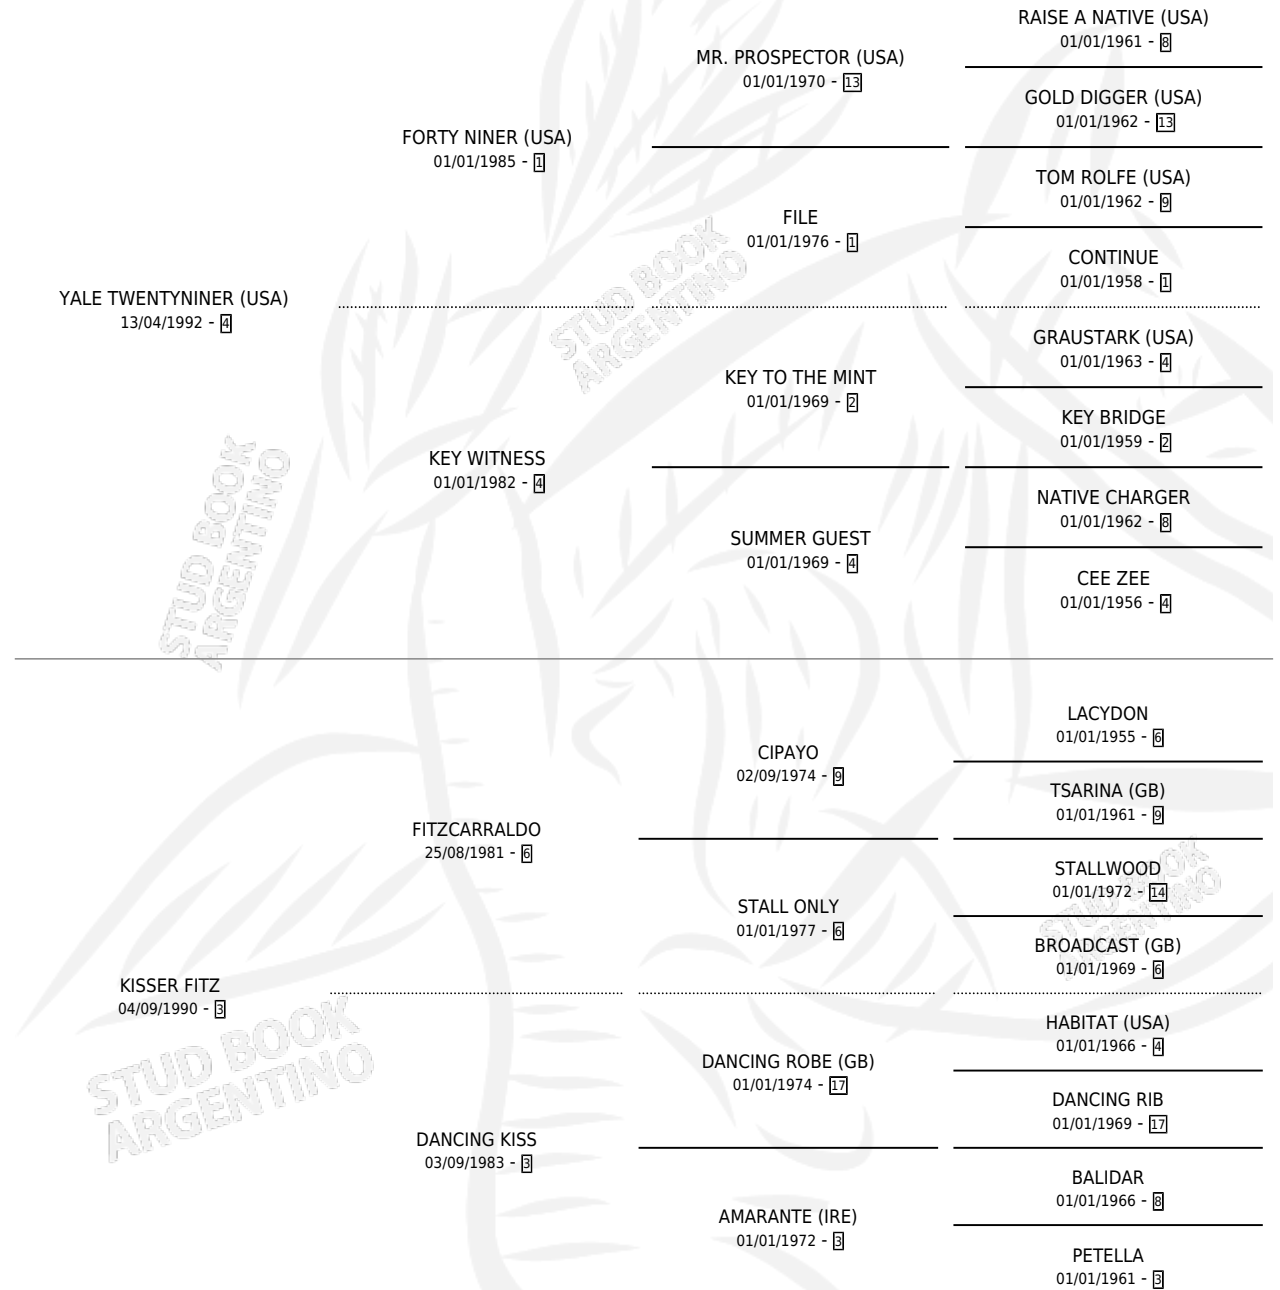 RAISE A NATIVE (USA)
01/01/1961 - 8
MR. PROSPECTOR (USA)
01/01/1970 - 13
GOLD DIGGER (USA)
01/01/1962 - 13
FORTY NINER (USA)
01/01/1985 - 1
TOM ROLFE (USA)
01/01/1962 - 9
FILE
01/01/1976 - 1
CONTINUE
01/01/1958 - 1
YALE TWENTYNINER (USA)
13/04/1992 - 4
GRAUSTARK (USA)
01/01/1963 - 4
KEY TO THE MINT
01/01/1969 - 2
KEY BRIDGE
01/01/1959 - 2
KEY WITNESS
01/01/1982 - 4
NATIVE CHARGER
01/01/1962 - 8
SUMMER GUEST
01/01/1969 - 4
CEE ZEE
01/01/1956 - 4
LACYDON
01/01/1955 - 6
CIPAYO
02/09/1974 - 9
TSARINA (GB)
01/01/1961 - 9
FITZCARRALDO
25/08/1981 - 6
STALLWOOD
01/01/1972 - 14
STALL ONLY
01/01/1977 - 6
BROADCAST (GB)
01/01/1969 - 6
KISSER FITZ
04/09/1990 - 3
HABITAT (USA)
01/01/1966 - 4
DANCING ROBE (GB)
01/01/1974 - 17
DANCING RIB
01/01/1969 - 17
DANCING KISS
03/09/1983 - 3
BALIDAR
01/01/1966 - 8
AMARANTE (IRE)
01/01/1972 - 3
PETELLA
01/01/1961 - 3
STUD BOOK
ARGENTINO
STUD BOOK
ARGENTINO
STUD BOOK
ARGENTINO
STUD BOOK
ARGENTINO